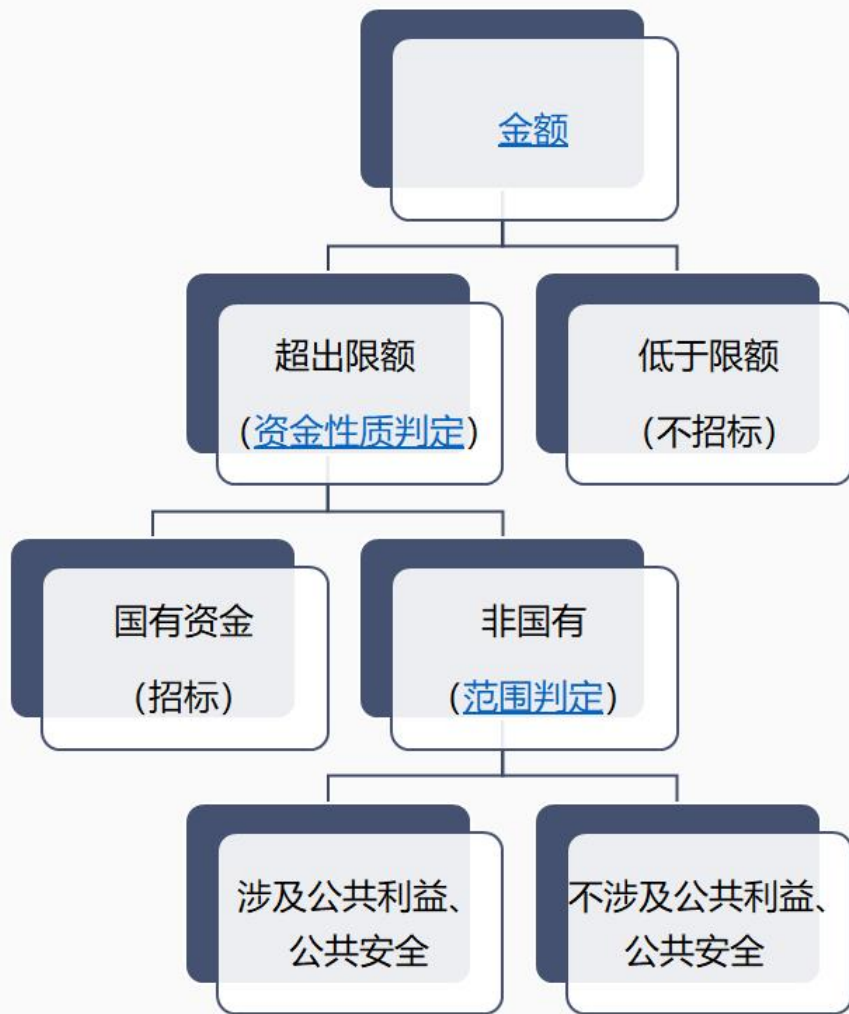 金额
超出限额
（资金性质判定）
低于限额
（不招标）
国有资金
（招标）
非国有
（范围判定）
涉及公共利益、
公共安全
不涉及公共利益、
公共安全